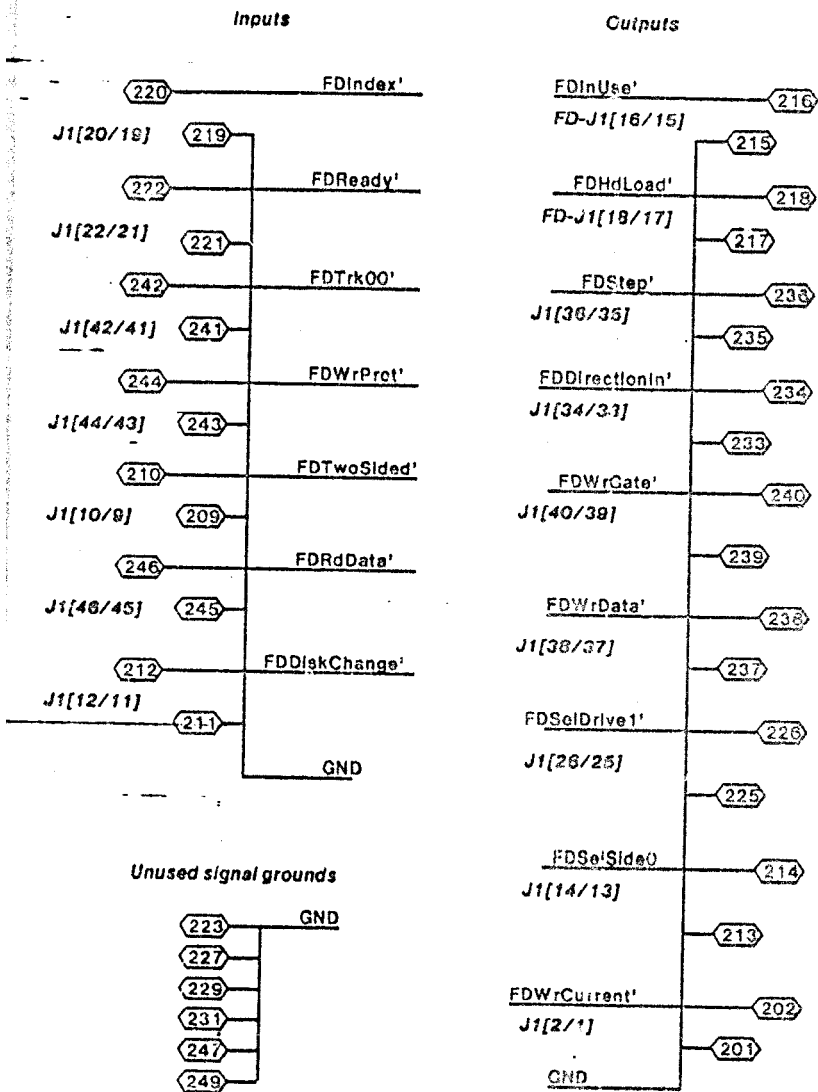 Inputs
220 FDIndex'
J1[20/19] 219
222 FDReady'
J1[22/21] 221
242 FDTrk00'
J1[42/41] 241
244 FDWrProt'
J1[44/43] 243
210 FDTwoSided'
J1[10/9] 209
246 FDRdData'
J1[46/45] 245
212 FDDiskChange'
J1[12/11]
211
GND
Unused signal grounds
223 GND
227
229
231
247
249
Outputs
FDInUse' 216
FD-J1[16/15]
215
FDHdLoad' 218
FD-J1[18/17]
217
FDStep' 236
J1[36/35]
235
FDDirectionIn' 234
J1[34/33]
233
FDWrGate' 240
J1[40/39]
239
FDWrData' 238
J1[38/37]
237
FDSelDrive1' 226
J1[26/25]
225
FDSelSide0 214
J1[14/13]
213
FDWrCurrent' 202
J1[2/1]
201
GND